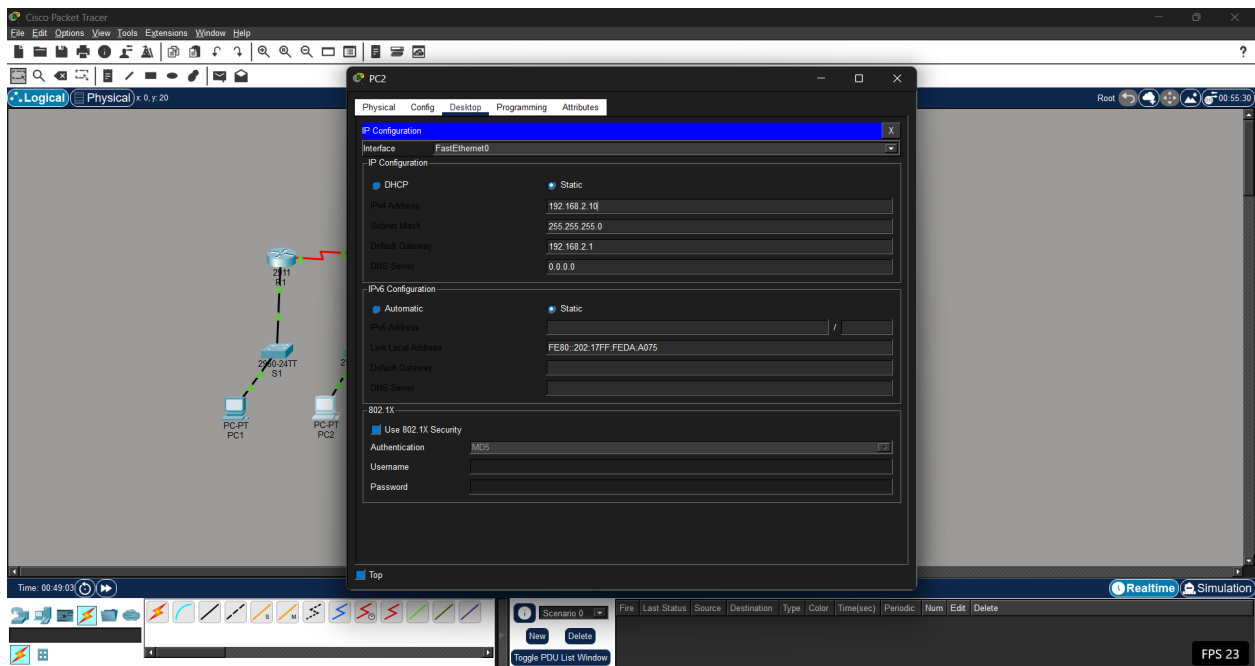 Cisco Packet Tracer
File Edit Options View Tools Extensions Window Help
?
Logical Physical x: 0, y: 20
Root 00:55:30
PC2
Physical Config Desktop Programming Attributes
IP Configuration X
Interface FastEthernet0
IP Configuration
DHCP Static
IPv4 Address 192.168.2.10
Subnet Mask 255.255.255.0
Default Gateway 192.168.2.1
DNS Server 0.0.0.0
IPv6 Configuration
Automatic Static
IPv6 Address /
Link Local Address FE80::202:17FF:FEDA:A075
Default Gateway
DNS Server
802.1X
Use 802.1X Security
Authentication MD5
Username
Password
Top
2911
R1
2960-24TT
S1
PC-PT
PC1
PC-PT
PC2
Time: 00:49:03
Realtime Simulation
Scenario 0
New Delete
Toggle PDU List Window
Fire Last Status Source Destination Type Color Time(sec) Periodic Num Edit Delete
FPS 23